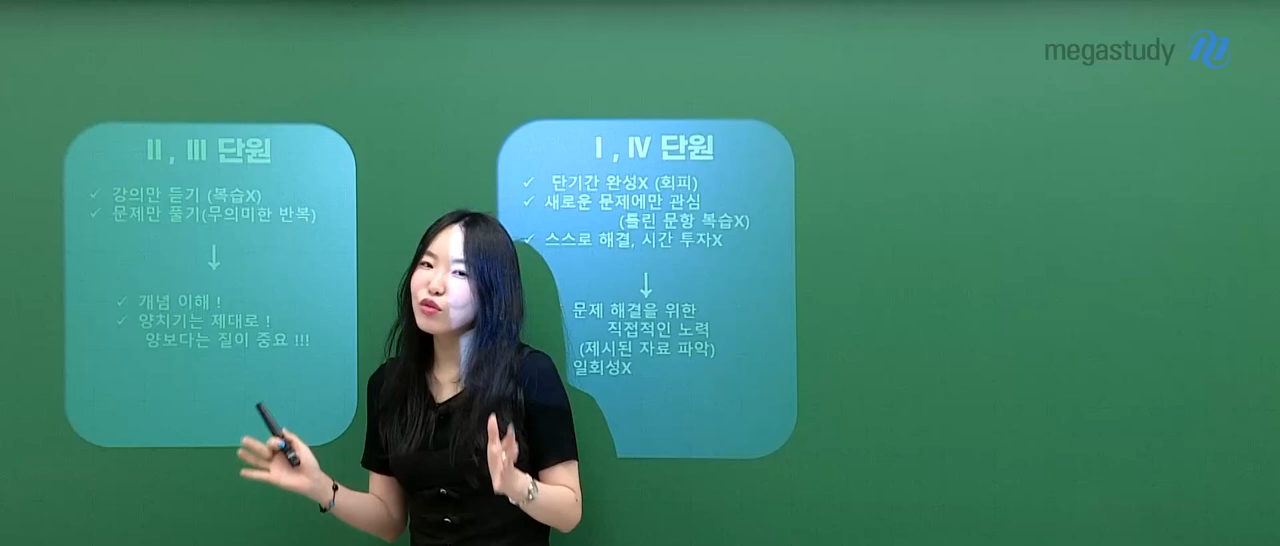 megastudy
II , III 단원
✓ 강의만 듣기 (복습X)
✓ 문제만 풀기(무의미한 반복)
↓
✓ 개념 이해 !
✓ 양치기는 제대로 !
양보다는 질이 중요 !!!
I , IV 단원
✓ 단기간 완성X (회피)
✓ 새로운 문제에만 관심
(틀린 문항 복습X)
✓ 스스로 해결, 시간 투자X
↓
문제 해결을 위한
직접적인 노력
(제시된 자료 파악)
일회성X